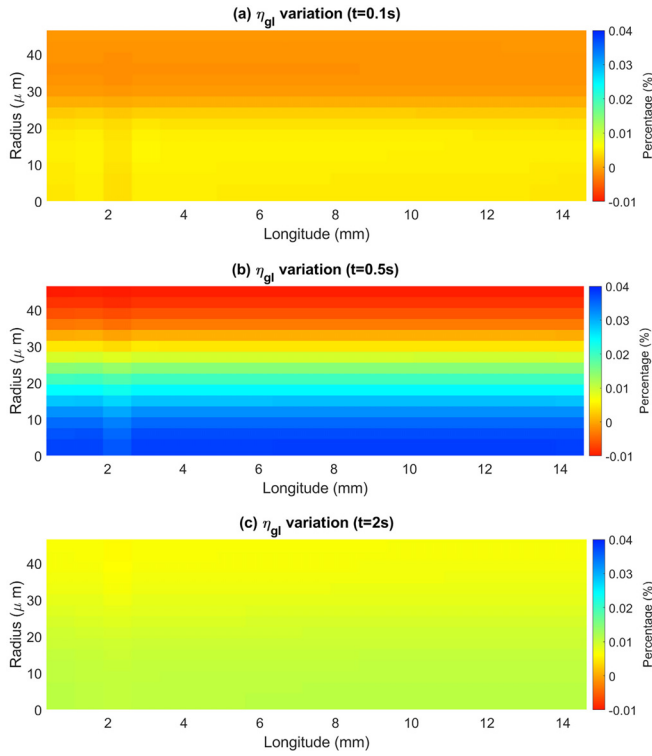 (a) η_gl variation (t=0.1s)
Radius (μ m)
40
30
20
10
0
2 4 6 8 10 12 14
Longitude (mm)
0.04
0.03
0.02
0.01
0
-0.01
Percentage (%)
(b) η_gl variation (t=0.5s)
Radius (μ m)
40
30
20
10
0
2 4 6 8 10 12 14
Longitude (mm)
0.04
0.03
0.02
0.01
0
-0.01
Percentage (%)
(c) η_gl variation (t=2s)
Radius (μ m)
40
30
20
10
0
2 4 6 8 10 12 14
Longitude (mm)
0.04
0.03
0.02
0.01
0
-0.01
Percentage (%)